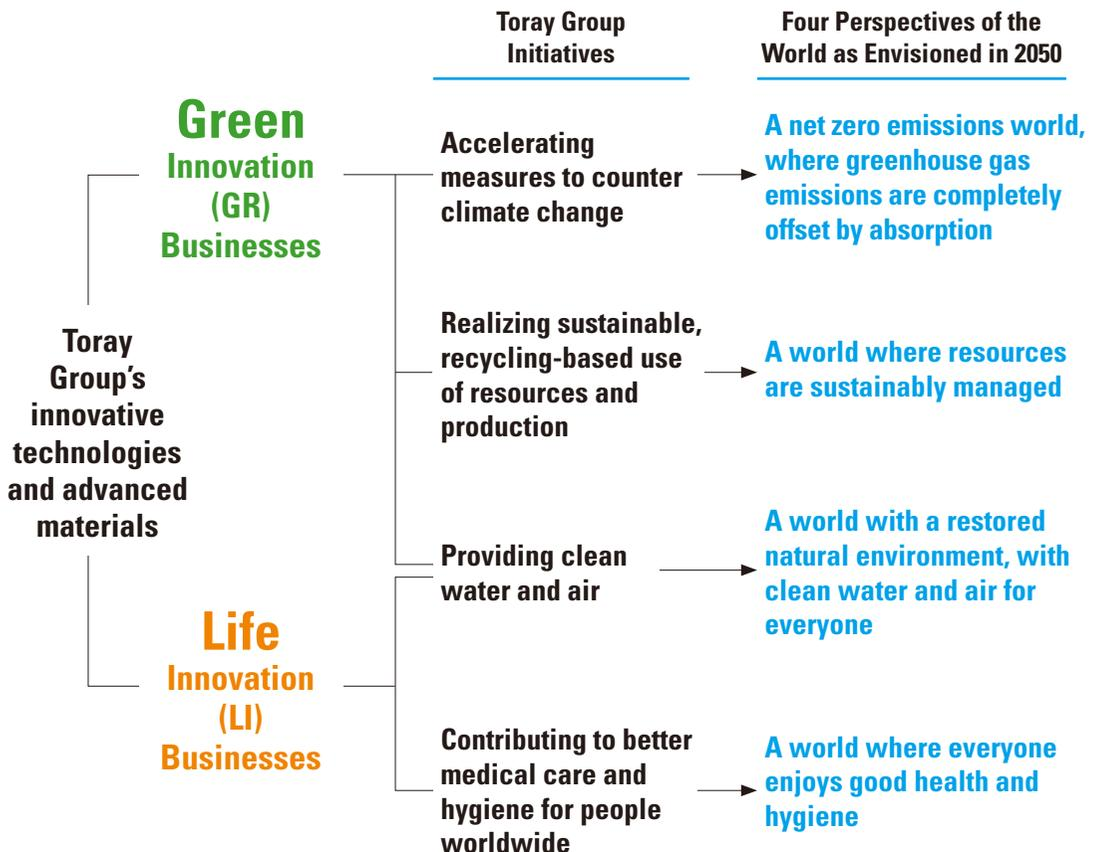 Toray Group
Initiatives
Four Perspectives of the
World as Envisioned in 2050
Toray
Group’s
innovative
technologies
and advanced
materials
Green
Innovation
(GR)
Businesses
Accelerating
measures to counter
climate change
A net zero emissions world,
where greenhouse gas
emissions are completely
offset by absorption
Realizing sustainable,
recycling-based use
of resources and
production
A world where resources
are sustainably managed
Providing clean
water and air
A world with a restored
natural environment, with
clean water and air for
everyone
Life
Innovation
(LI)
Businesses
Contributing to better
medical care and
hygiene for people
worldwide
A world where everyone
enjoys good health and
hygiene